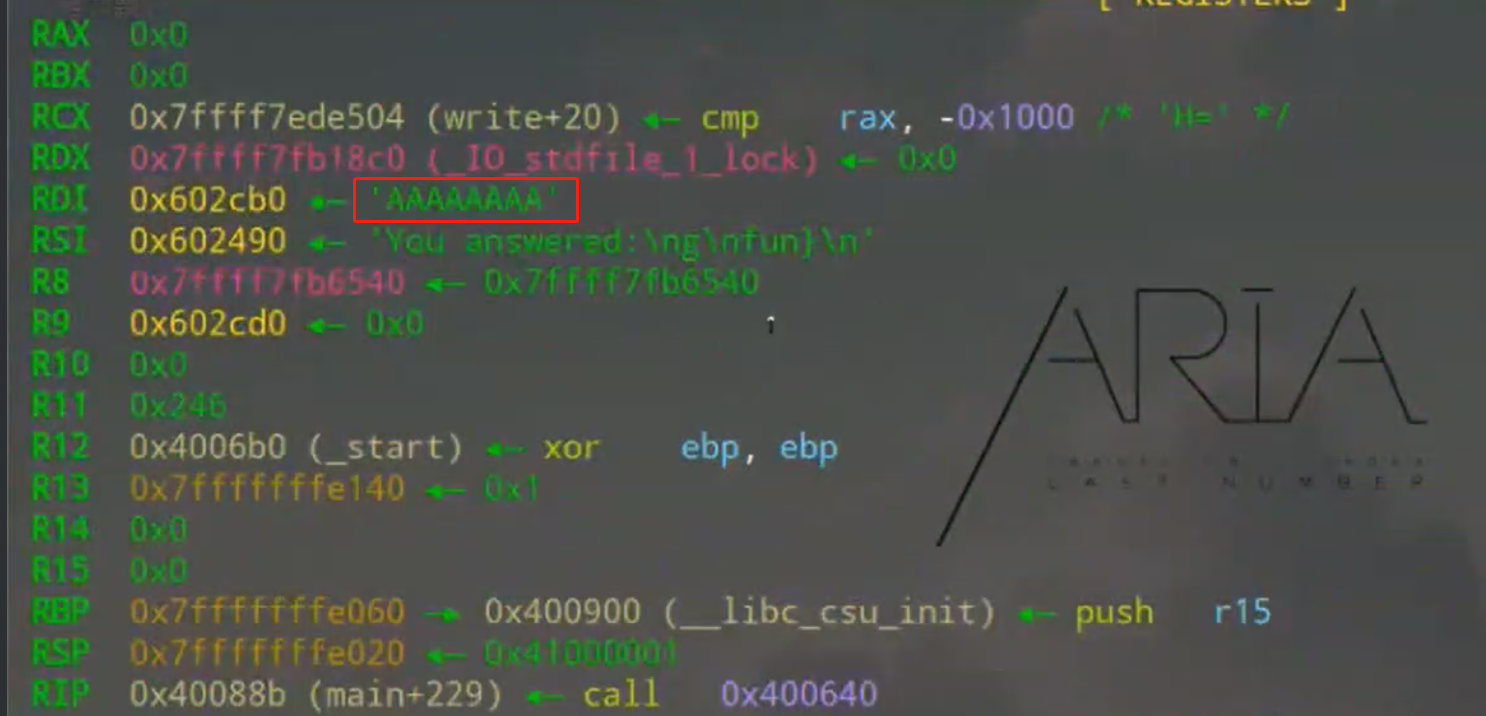 [ REGISTERS ]
RAX 0x0
RBX 0x0
RCX 0x7ffff7ede504 (write+20) ◂— cmp rax, -0x1000 /* 'H=' */
RDX 0x7ffff7fb18c0 (_IO_stdfile_1_lock) ◂— 0x0
RDI 0x602cb0 ◂— 'AAAAAAAA'
RSI 0x602490 ◂— 'You answered:\ng\nfun}\n'
R8 0x7ffff7fb6540 ◂— 0x7ffff7fb6540
R9 0x602cd0 ◂— 0x0
R10 0x0
R11 0x246
R12 0x4006b0 (_start) ◂— xor ebp, ebp
R13 0x7fffffffe140 ◂— 0x1
R14 0x0
R15 0x0
RBP 0x7fffffffe060 —▸ 0x400900 (__libc_csu_init) ◂— push r15
RSP 0x7fffffffe020 ◂— 0x41000001
RIP 0x40088b (main+229) ◂— call 0x400640
ARIA
LAST NUMBER